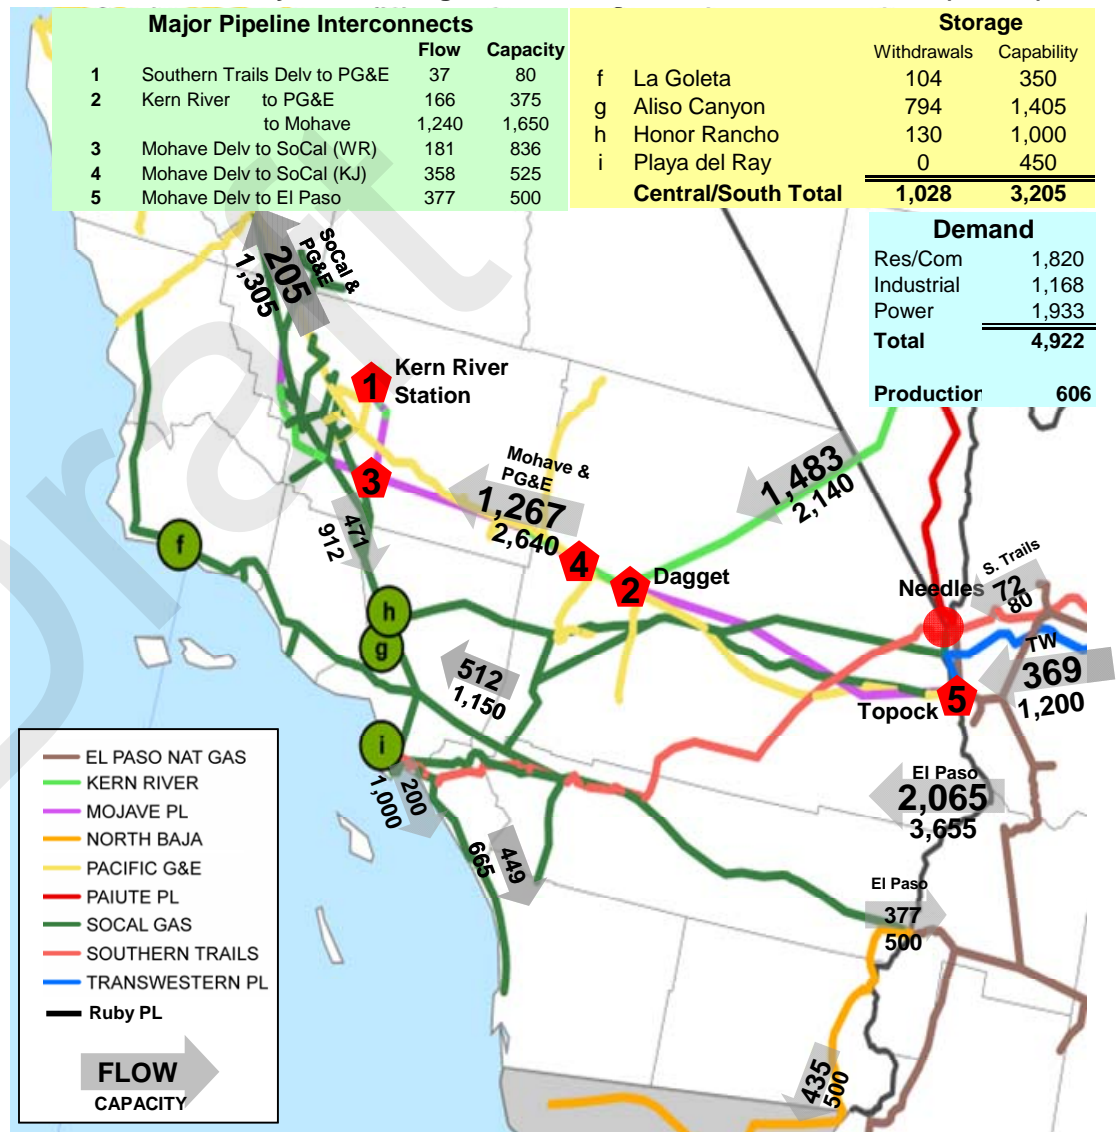 Major Pipeline Interconnects
Flow Capacity
1 Southern Trails Delv to PG&E 37 80
2 Kern River to PG&E 166 375
to Mohave 1,240 1,650
3 Mohave Delv to SoCal (WR) 181 836
4 Mohave Delv to SoCal (KJ) 358 525
5 Mohave Delv to El Paso 377 500
Storage
Withdrawals Capability
f La Goleta 104 350
g Aliso Canyon 794 1,405
h Honor Rancho 130 1,000
i Playa del Ray 0 450
Central/South Total 1,028 3,205
Demand
Res/Com 1,820
Industrial 1,168
Power 1,933
Total 4,922
Production 606
SoCal &
PG&E
205
1,305
1
Kern River
Station
3
Mohave &
PG&E
1,267
2,640
1,483
2,140
471
912
f
4
2
Dagget
S. Trails
72
80
Needles
h
g
512
1,150
TW
369
1,200
5
Topock
i
200
1,000
El Paso
2,065
3,655
449
665
El Paso
377
500
435
500
EL PASO NAT GAS
KERN RIVER
MOJAVE PL
NORTH BAJA
PACIFIC G&E
PAIUTE PL
SOCAL GAS
SOUTHERN TRAILS
TRANSWESTERN PL
Ruby PL
FLOW
CAPACITY
Draft